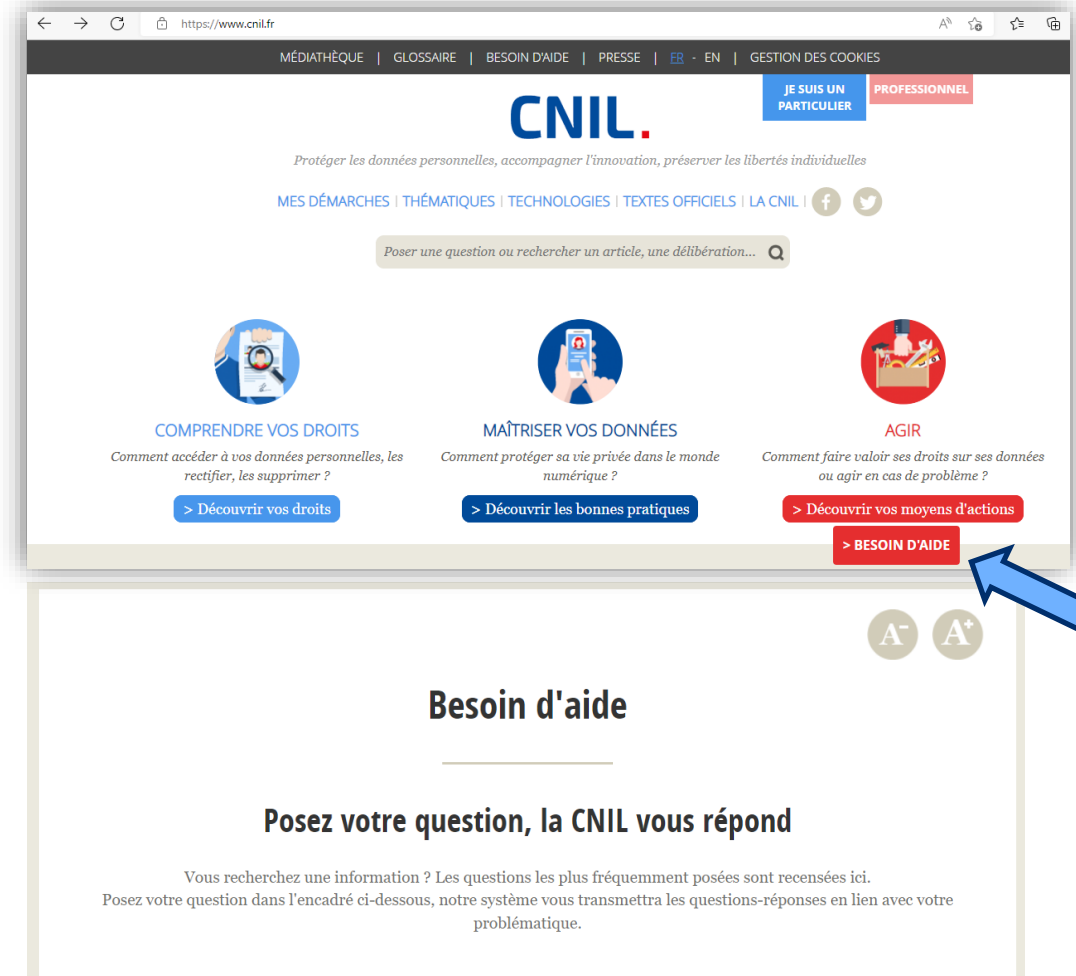 https://www.cnil.fr
MÉDIATHÈQUE | GLOSSAIRE | BESOIN D'AIDE | PRESSE | FR - EN | GESTION DES COOKIES
JE SUIS UN
PARTICULIER
PROFESSIONNEL
CNIL.
Protéger les données personnelles, accompagner l'innovation, préserver les libertés individuelles
MES DÉMARCHES | THÉMATIQUES | TECHNOLOGIES | TEXTES OFFICIELS | LA CNIL |
Poser une question ou rechercher un article, une délibération...
COMPRENDRE VOS DROITS
Comment accéder à vos données personnelles, les
rectifier, les supprimer ?
> Découvrir vos droits
MAÎTRISER VOS DONNÉES
Comment protéger sa vie privée dans le monde
numérique ?
> Découvrir les bonnes pratiques
AGIR
Comment faire valoir ses droits sur ses données
ou agir en cas de problème ?
> Découvrir vos moyens d'actions
> BESOIN D'AIDE
A- A+
Besoin d'aide
Posez votre question, la CNIL vous répond
Vous recherchez une information ? Les questions les plus fréquemment posées sont recensées ici.
Posez votre question dans l'encadré ci-dessous, notre système vous transmettra les questions-réponses en lien avec votre
problématique.